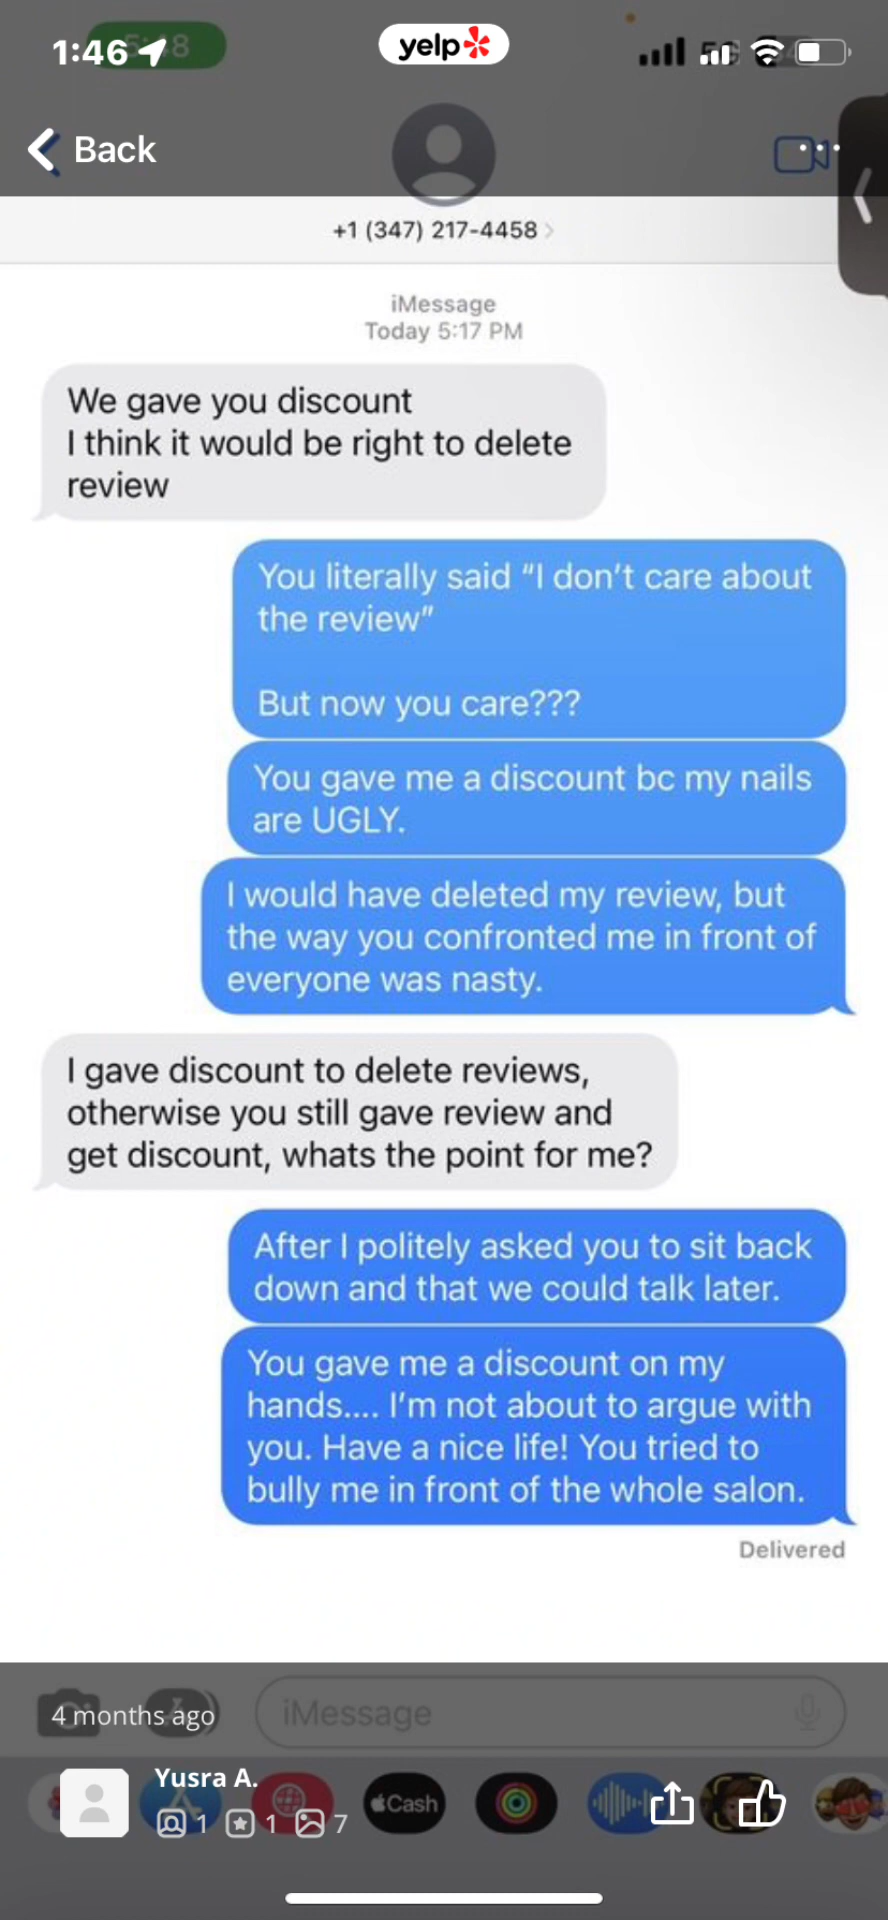 1:46
yelp
Back
+1 (347) 217-4458
iMessage
Today 5:17 PM
We gave you discount
I think it would be right to delete
review
You literally said “I don’t care about
the review”
But now you care???
You gave me a discount bc my nails
are UGLY.
I would have deleted my review, but
the way you confronted me in front of
everyone was nasty.
I gave discount to delete reviews,
otherwise you still gave review and
get discount, whats the point for me?
After I politely asked you to sit back
down and that we could talk later.
You gave me a discount on my
hands.... I’m not about to argue with
you. Have a nice life! You tried to
bully me in front of the whole salon.
Delivered
4 months ago
iMessage
Yusra A.
1 1 7
Cash